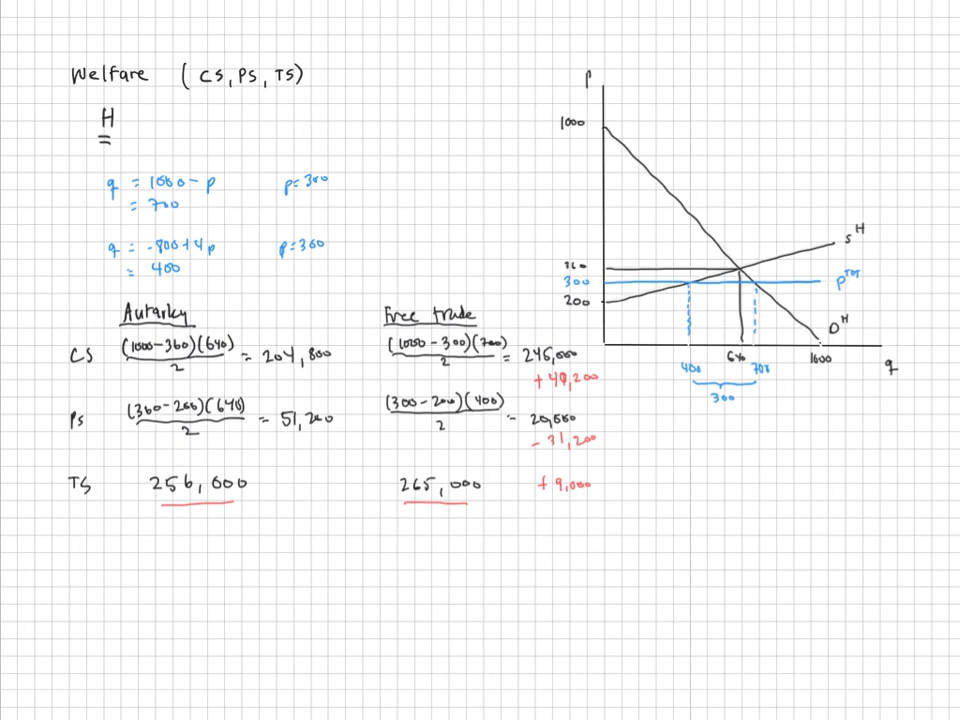 Welfare (CS, PS, TS)
H
q = 1000 - p p = 300
= 700
q = -800 + 4p p = 300
= 400
Autarky Free trade
CS (1000 - 360)(640) / 2 = 204,800 (1000 - 300)(700) / 2 = 245,000
+ 40,200
PS (360 - 200)(640) / 2 = 51,200 (300 - 200)(400) / 2 = 20,000
- 31,200
TS 256,000 265,000 + 9,000
P
1000
S^H
360
300
P^TOT
200
D^H
640
1000
q
400
700
300